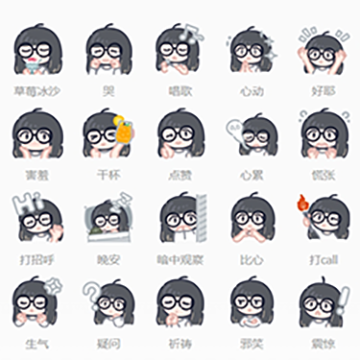 草莓冰沙 哭 唱歌 心动 好耶
害羞 干杯 点赞 心累 慌张
Hi
打招呼 晚安 暗中观察 比心 打call
?
!
生气 疑问 祈祷 邪笑 震惊